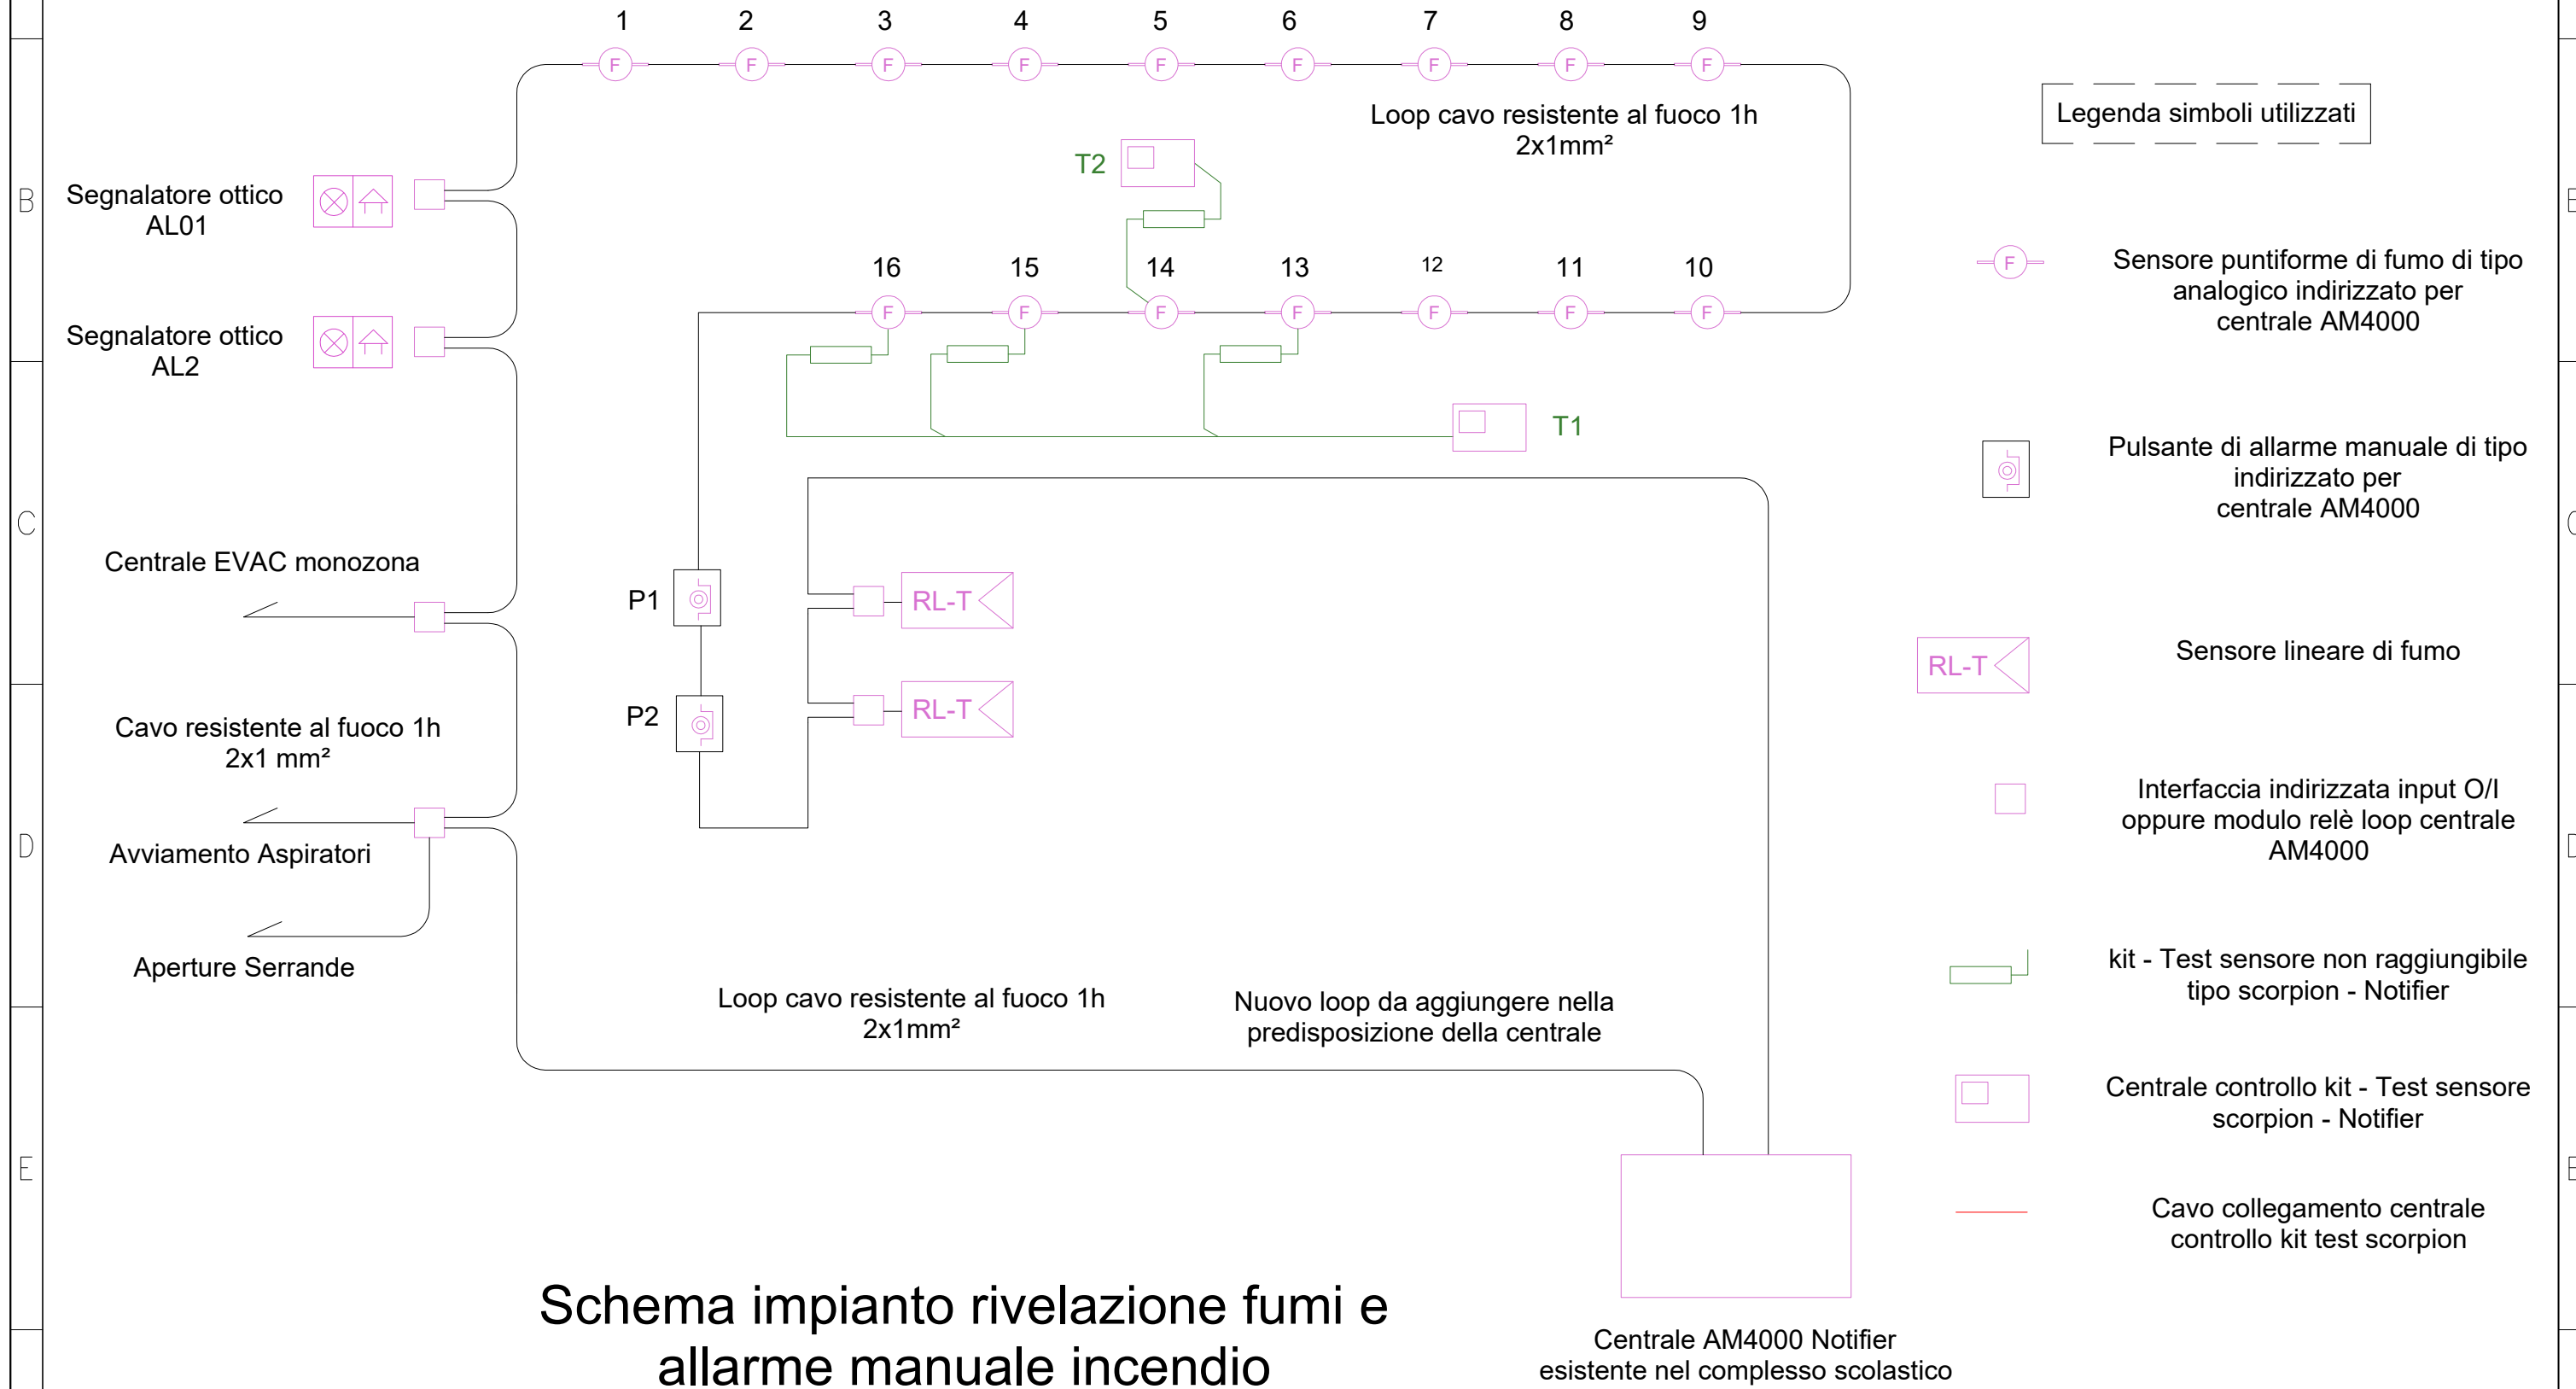 1
2
3
4
5
6
7
8
9
F
F
F
F
F
F
F
F
F
Loop cavo resistente al fuoco 1h
2x1mm²
Legenda simboli utilizzati
T2
B
Segnalatore ottico
AL01
16
15
14
13
12
11
10
F
F
F
F
F
F
F
F
Sensore puntiforme di fumo di tipo
analogico indirizzato per
centrale AM4000
Segnalatore ottico
AL2
T1
Pulsante di allarme manuale di tipo
indirizzato per
centrale AM4000
C
Centrale EVAC monozona
P1
RL-T
RL-T
Sensore lineare di fumo
P2
RL-T
Cavo resistente al fuoco 1h
2x1 mm²
Interfaccia indirizzata input O/I
oppure modulo relè loop centrale
AM4000
D
Avviamento Aspiratori
Aperture Serrande
kit - Test sensore non raggiungibile
tipo scorpion - Notifier
Loop cavo resistente al fuoco 1h
2x1mm²
Nuovo loop da aggiungere nella
predisposizione della centrale
Centrale controllo kit - Test sensore
scorpion - Notifier
E
Cavo collegamento centrale
controllo kit test scorpion
Schema impianto rivelazione fumi e
allarme manuale incendio
Centrale AM4000 Notifier
esistente nel complesso scolastico